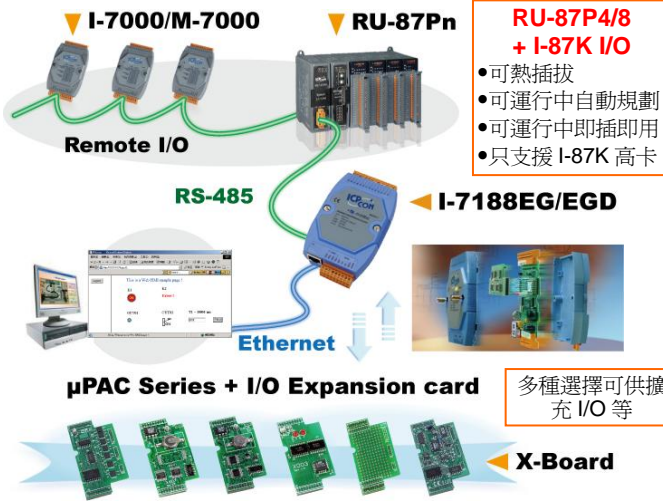 I-7000/M-7000
RU-87Pn
RU-87P4/8
+ I-87K I/O
●可熱插拔
●可運行中自動規劃
●可運行中即插即用
●只支援 I-87K 高卡
Remote I/O
RS-485
ICP CON
I-7188EG/EGD
Ethernet
µPAC Series + I/O Expansion card
多種選擇可供擴
充 I/O 等
X-Board